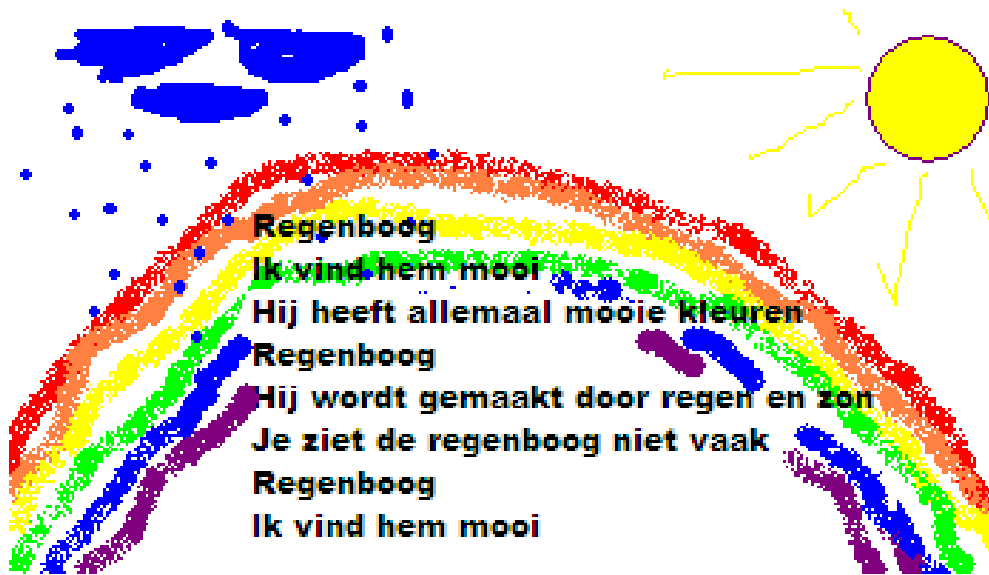 Regenboog
Ik vind hem mooi
Hij heeft allemaal mooie kleuren
Regenboog
Hij wordt gemaakt door regen en zon
Je ziet de regenboog niet vaak
Regenboog
Ik vind hem mooi